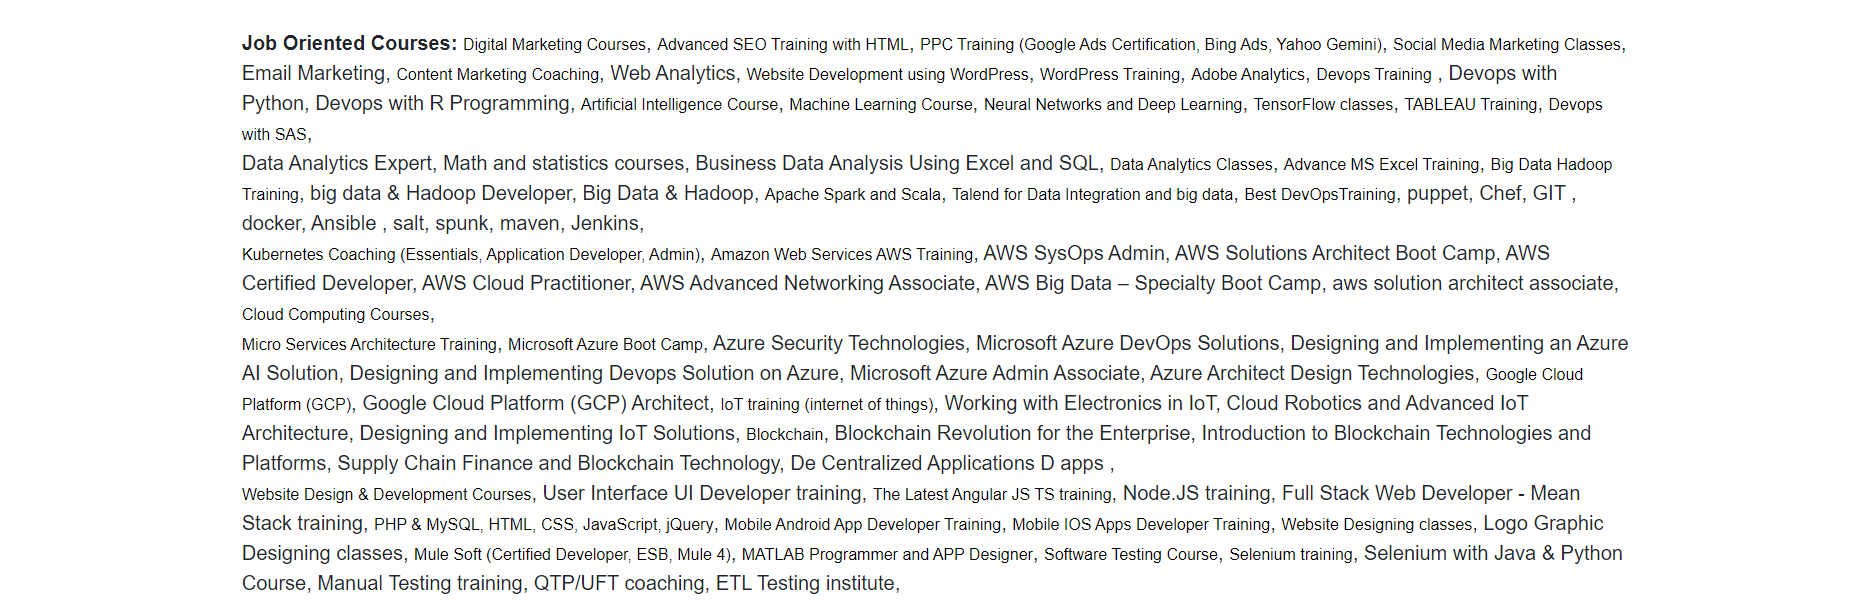 Job Oriented Courses: Digital Marketing Courses, Advanced SEO Training with HTML, PPC Training (Google Ads Certification, Bing Ads, Yahoo Gemini), Social Media Marketing Classes,
Email Marketing, Content Marketing Coaching, Web Analytics, Website Development using WordPress, WordPress Training, Adobe Analytics, Devops Training , Devops with
Python, Devops with R Programming, Artificial Intelligence Course, Machine Learning Course, Neural Networks and Deep Learning, TensorFlow classes, TABLEAU Training, Devops
with SAS,
Data Analytics Expert, Math and statistics courses, Business Data Analysis Using Excel and SQL, Data Analytics Classes, Advance MS Excel Training, Big Data Hadoop
Training, big data & Hadoop Developer, Big Data & Hadoop, Apache Spark and Scala, Talend for Data Integration and big data, Best DevOpsTraining, puppet, Chef, GIT ,
docker, Ansible , salt, spunk, maven, Jenkins,
Kubernetes Coaching (Essentials, Application Developer, Admin), Amazon Web Services AWS Training, AWS SysOps Admin, AWS Solutions Architect Boot Camp, AWS
Certified Developer, AWS Cloud Practitioner, AWS Advanced Networking Associate, AWS Big Data – Specialty Boot Camp, aws solution architect associate,
Cloud Computing Courses,
Micro Services Architecture Training, Microsoft Azure Boot Camp, Azure Security Technologies, Microsoft Azure DevOps Solutions, Designing and Implementing an Azure
AI Solution, Designing and Implementing Devops Solution on Azure, Microsoft Azure Admin Associate, Azure Architect Design Technologies, Google Cloud
Platform (GCP), Google Cloud Platform (GCP) Architect, IoT training (internet of things), Working with Electronics in IoT, Cloud Robotics and Advanced IoT
Architecture, Designing and Implementing IoT Solutions, Blockchain, Blockchain Revolution for the Enterprise, Introduction to Blockchain Technologies and
Platforms, Supply Chain Finance and Blockchain Technology, De Centralized Applications D apps ,
Website Design & Development Courses, User Interface UI Developer training, The Latest Angular JS TS training, Node.JS training, Full Stack Web Developer - Mean
Stack training, PHP & MySQL, HTML, CSS, JavaScript, jQuery, Mobile Android App Developer Training, Mobile IOS Apps Developer Training, Website Designing classes, Logo Graphic
Designing classes, Mule Soft (Certified Developer, ESB, Mule 4), MATLAB Programmer and APP Designer, Software Testing Course, Selenium training, Selenium with Java & Python
Course, Manual Testing training, QTP/UFT coaching, ETL Testing institute,